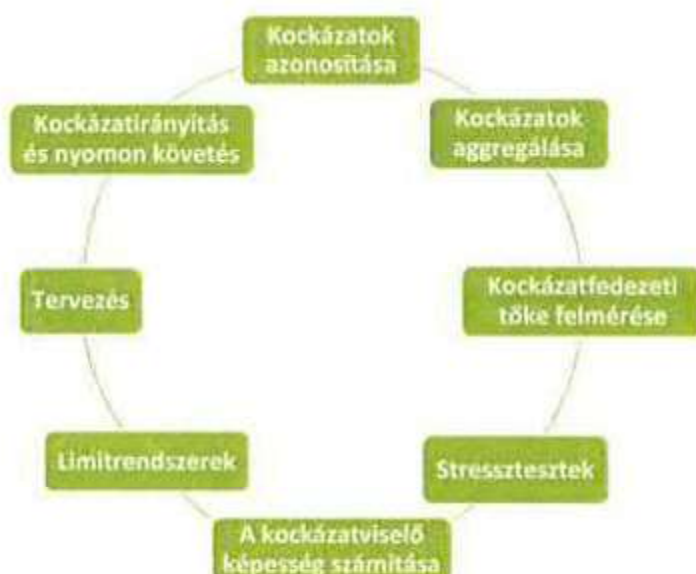 Kockázatok
azonosítása
Kockázatok
aggregálása
Kockázatfedezeti
tőke felmérése
Stressztesztek
A kockázatviselő
képesség számítása
Limitrendszerek
Tervezés
Kockázatirányítás
és nyomon követés